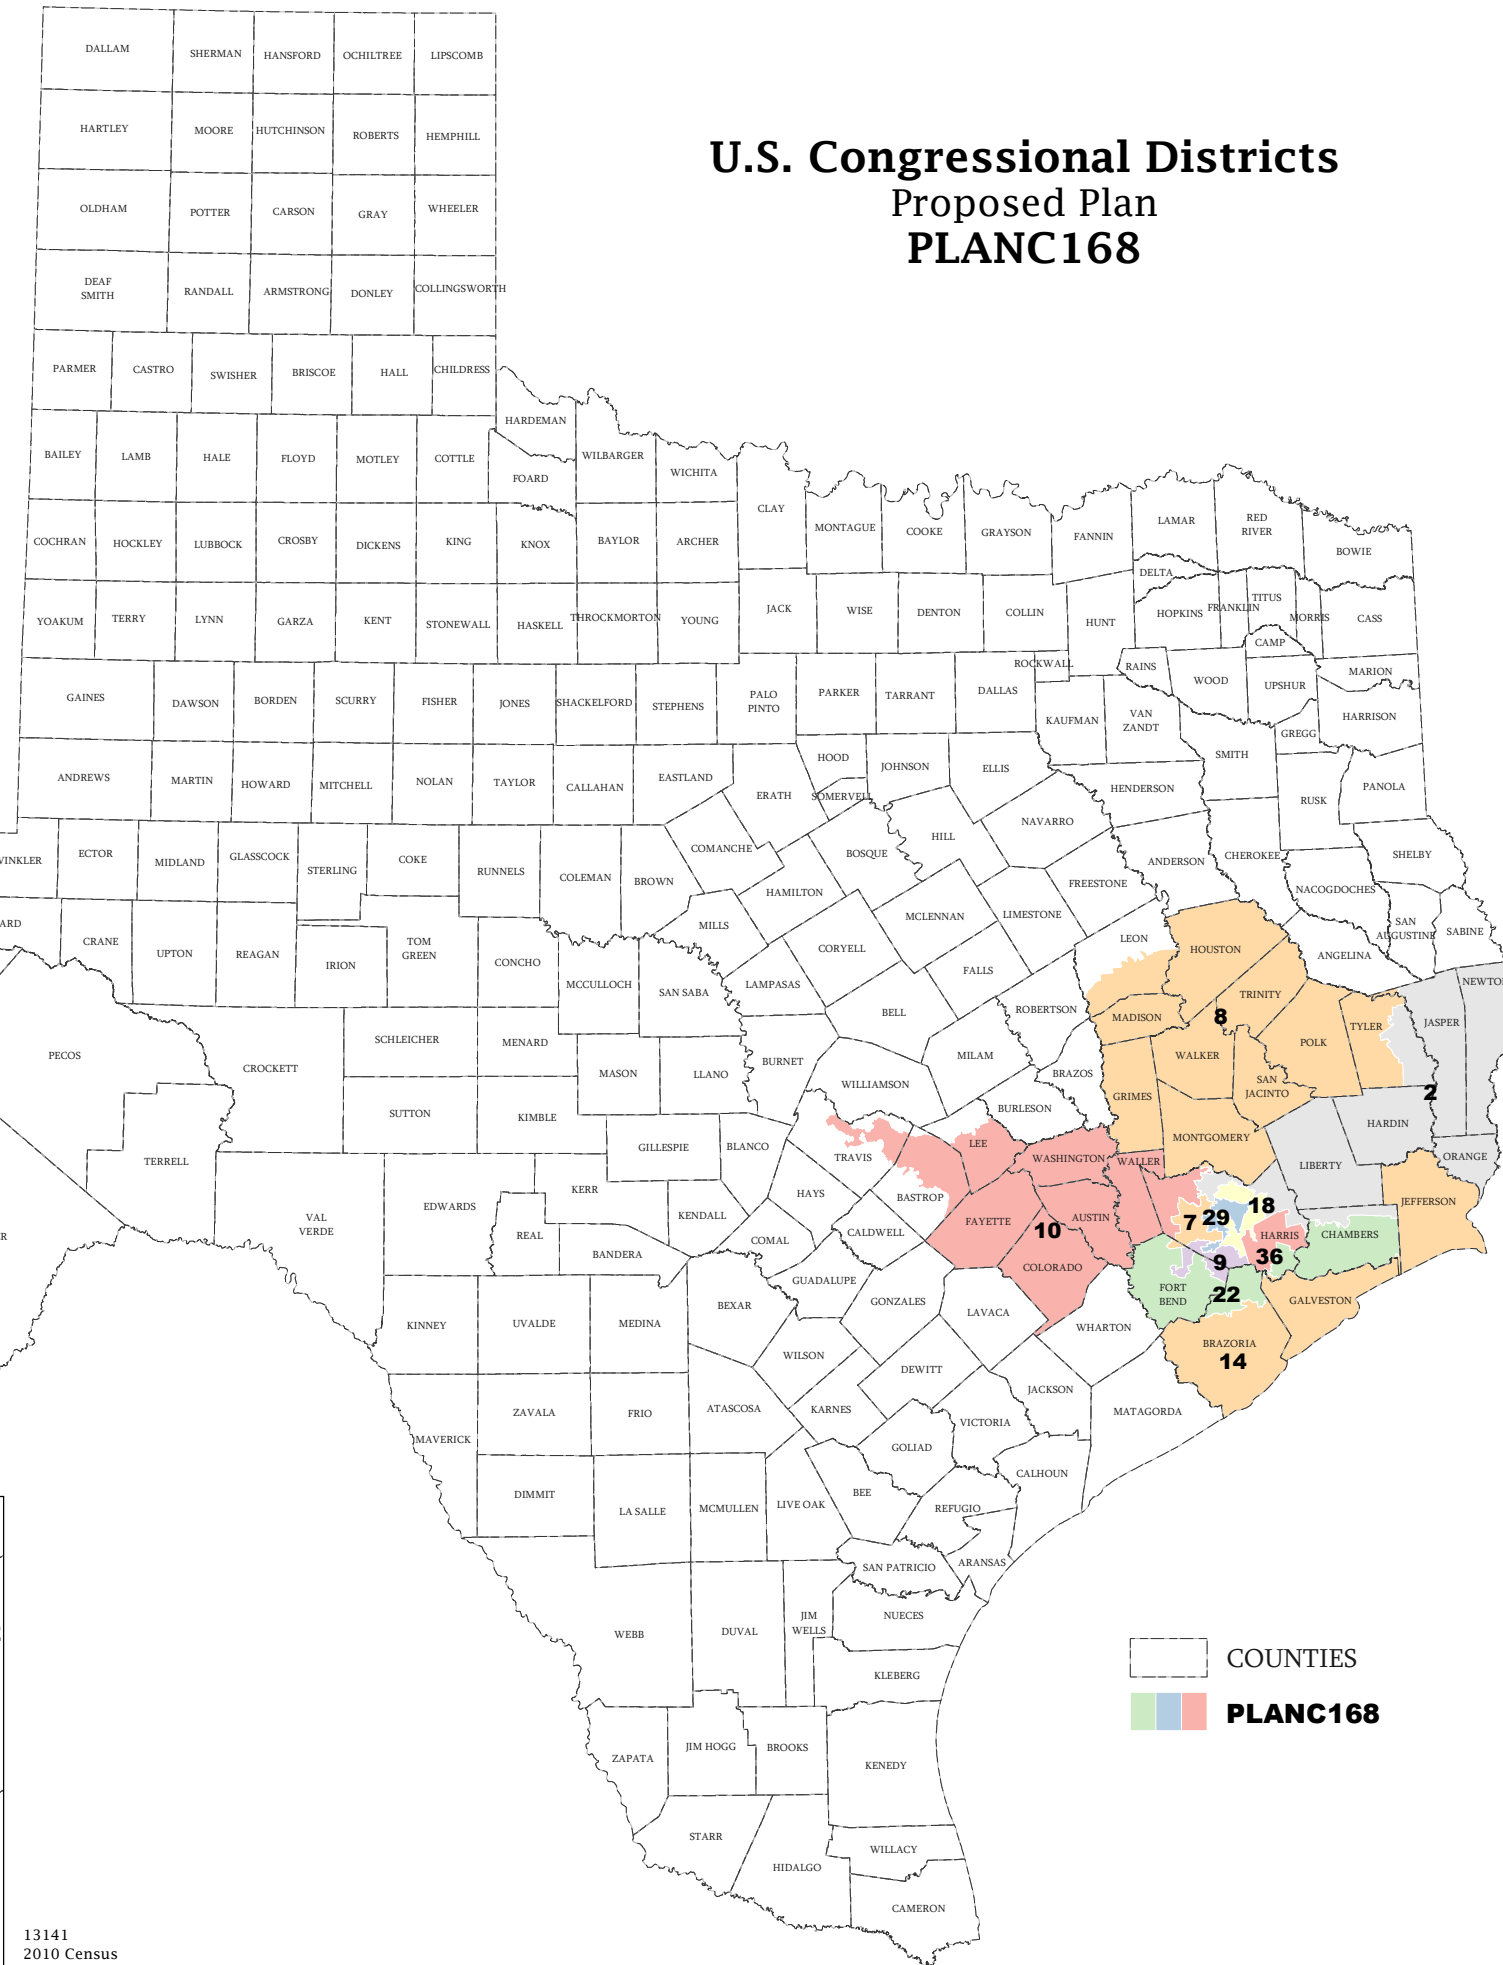 U.S. Congressional Districts
Proposed Plan
PLANC168
DALLAM
SHERMAN
HANSFORD
OCHILTREE
LIPSCOMB
HARTLEY
MOORE
HUTCHINSON
ROBERTS
HEMPHILL
OLDHAM
POTTER
CARSON
GRAY
WHEELER
DEAF
SMITH
RANDALL
ARMSTRONG
DONLEY
COLLINGSWORTH
PARMER
CASTRO
SWISHER
BRISCOE
HALL
CHILDRESS
HARDEMAN
BAILEY
LAMB
HALE
FLOYD
MOTLEY
COTTLE
FOARD
WILBARGER
WICHITA
CLAY
MONTAGUE
COOKE
GRAYSON
FANNIN
LAMAR
RED
RIVER
BOWIE
COCHRAN
HOCKLEY
LUBBOCK
CROSBY
DICKENS
KING
KNOX
BAYLOR
ARCHER
DELTA
YOAKUM
TERRY
LYNN
GARZA
KENT
STONEWALL
HASKELL
THROCKMORTON
YOUNG
JACK
WISE
DENTON
COLLIN
HUNT
HOPKINS
FRANKLIN
TITUS
MORRIS
CASS
CAMP
GAINES
DAWSON
BORDEN
SCURRY
FISHER
JONES
SHACKELFORD
STEPHENS
PALO
PINTO
PARKER
TARRANT
DALLAS
ROCKWALL
RAINS
WOOD
UPSHUR
MARION
KAUFMAN
VAN
ZANDT
HARRISON
GREGG
SMITH
ANDREWS
MARTIN
HOWARD
MITCHELL
NOLAN
TAYLOR
CALLAHAN
EASTLAND
ERATH
HOOD
SOMERVELL
JOHNSON
ELLIS
HENDERSON
RUSK
PANOLA
WINKLER
ECTOR
MIDLAND
GLASSCOCK
STERLING
COKE
RUNNELS
COLEMAN
BROWN
COMANCHE
HAMILTON
BOSQUE
HILL
NAVARRO
ANDERSON
CHEROKEE
SHELBY
FREESTONE
NACOGDOCHES
ARD
CRANE
UPTON
REAGAN
IRION
TOM
GREEN
CONCHO
MCCULLOCH
SAN SABA
MILLS
LAMPASAS
CORYELL
MCLENNAN
LIMESTONE
FALLS
LEON
HOUSTON
ANGELINA
SAN
AUGUSTINE
SABINE
NEWTO
PECOS
CROCKETT
SCHLEICHER
MENARD
MASON
LLANO
BURNET
BELL
MILAM
ROBERTSON
MADISON
8
TRINITY
POLK
TYLER
JASPER
WILLIAMSON
BRAZOS
WALKER
SAN
JACINTO
GRIMES
2
TERRELL
SUTTON
KIMBLE
GILLESPIE
BLANCO
TRAVIS
LEE
BURLESON
MONTGOMERY
HARDIN
WASHINGTON
WALLER
LIBERTY
ORANGE
VAL
VERDE
EDWARDS
KERR
REAL
KENDALL
BANDERA
HAYS
COMAL
CALDWELL
BASTROP
FAYETTE
10
AUSTIN
COLORADO
7
29
18
HARRIS
36
CHAMBERS
JEFFERSON
9
FORT
BEND
22
GALVESTON
R
KINNEY
UVALDE
MEDINA
BEXAR
GUADALUPE
GONZALES
LAVACA
WHARTON
BRAZORIA
14
WILSON
DEWITT
JACKSON
MATAGORDA
MAVERICK
ZAVALA
FRIO
ATASCOSA
KARNES
GOLIAD
VICTORIA
CALHOUN
DIMMIT
LA SALLE
MCMULLEN
LIVE OAK
BEE
REFUGIO
ARANSAS
SAN PATRICIO
WEBB
DUVAL
JIM
WELLS
NUECES
KLEBERG
COUNTIES
PLANC168
ZAPATA
JIM HOGG
BROOKS
KENEDY
STARR
HIDALGO
WILLACY
CAMERON
13141
2010 Census